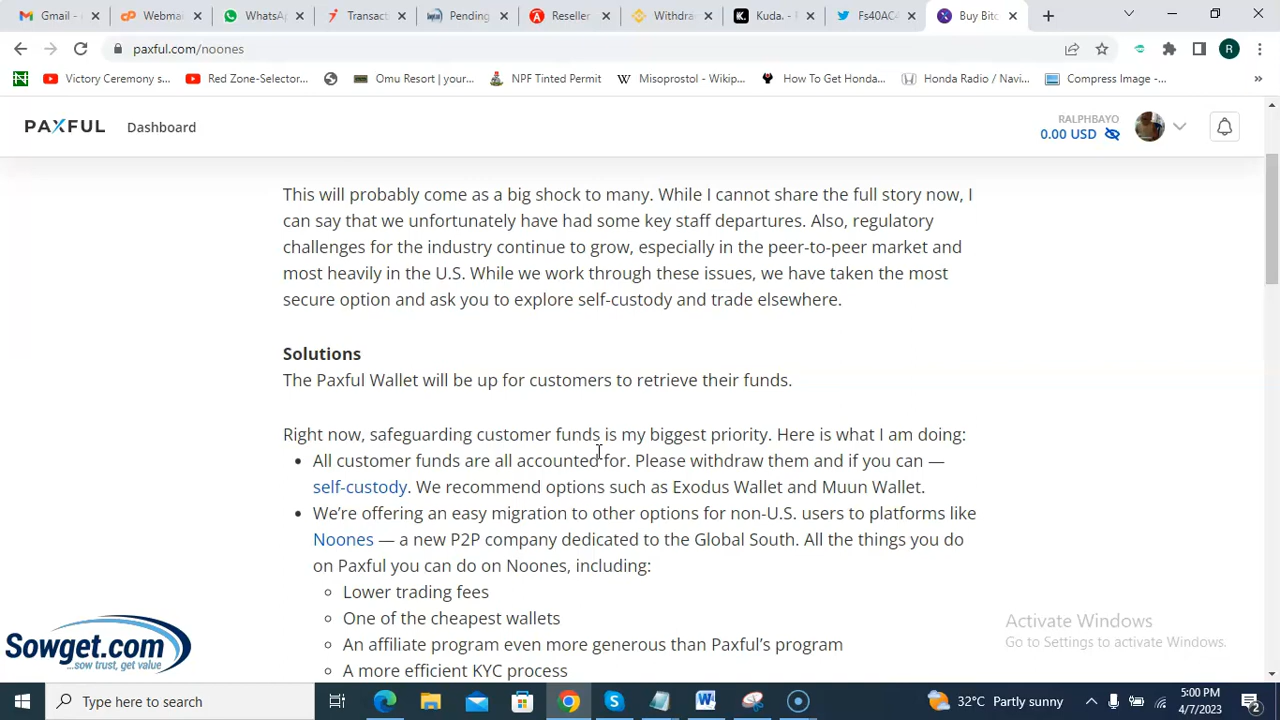 Gmail -
Webma
WhatsA
Transact
Pending
Reseller
Withdra
Kuda. -
Fs40AC4
Buy Bitc
paxful.com/noones
Victory Ceremony s...
Red Zone-Selector...
Omu Resort | your...
NPF Tinted Permit
Misoprostol - Wikip...
How To Get Honda...
Honda Radio / Navi...
Compress Image -...
PAXFUL
Dashboard
RALPHBAYO
0.00 USD
R
This will probably come as a big shock to many. While I cannot share the full story now, I
can say that we unfortunately have had some key staff departures. Also, regulatory
challenges for the industry continue to grow, especially in the peer-to-peer market and
most heavily in the U.S. While we work through these issues, we have taken the most
secure option and ask you to explore self-custody and trade elsewhere.
Solutions
The Paxful Wallet will be up for customers to retrieve their funds.
Right now, safeguarding customer funds is my biggest priority. Here is what I am doing:
• All customer funds are all accounted for. Please withdraw them and if you can —
self-custody. We recommend options such as Exodus Wallet and Muun Wallet.
• We're offering an easy migration to other options for non-U.S. users to platforms like
Noones — a new P2P company dedicated to the Global South. All the things you do
on Paxful you can do on Noones, including:
◦ Lower trading fees
◦ One of the cheapest wallets
◦ An affiliate program even more generous than Paxful's program
◦ A more efficient KYC process
Activate Windows
Go to Settings to activate Windows.
Sowget.com
...sow trust, get value
Type here to search
32°C Partly sunny
5:00 PM
4/7/2023
2